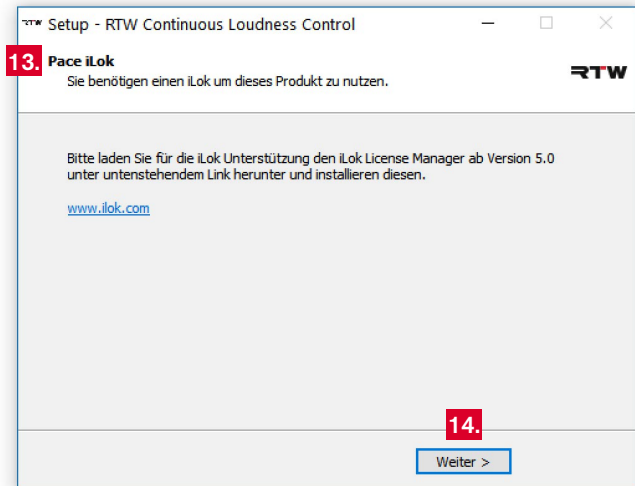 RTW Setup - RTW Continuous Loudness Control
13. Pace iLok
Sie benötigen einen iLok um dieses Produkt zu nutzen.
RTW
Bitte laden Sie für die iLok Unterstützung den iLok License Manager ab Version 5.0
unter untenstehendem Link herunter und installieren diesen.
www.ilok.com
14.
Weiter >